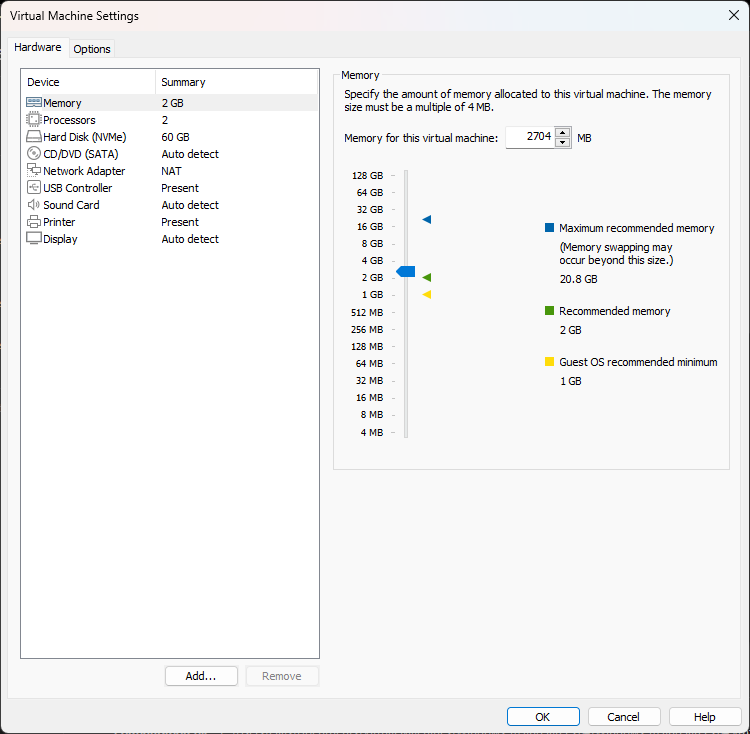 Virtual Machine Settings
Hardware Options
Device Summary
Memory 2 GB
Processors 2
Hard Disk (NVMe) 60 GB
CD/DVD (SATA) Auto detect
Network Adapter NAT
USB Controller Present
Sound Card Auto detect
Printer Present
Display Auto detect
Add... Remove
Memory
Specify the amount of memory allocated to this virtual machine. The memory
size must be a multiple of 4 MB.
Memory for this virtual machine: 2704 MB
128 GB
64 GB
32 GB
16 GB
8 GB
4 GB
2 GB
1 GB
512 MB
256 MB
128 MB
64 MB
32 MB
16 MB
8 MB
4 MB
Maximum recommended memory
(Memory swapping may
occur beyond this size.)
20.8 GB
Recommended memory
2 GB
Guest OS recommended minimum
1 GB
OK Cancel Help